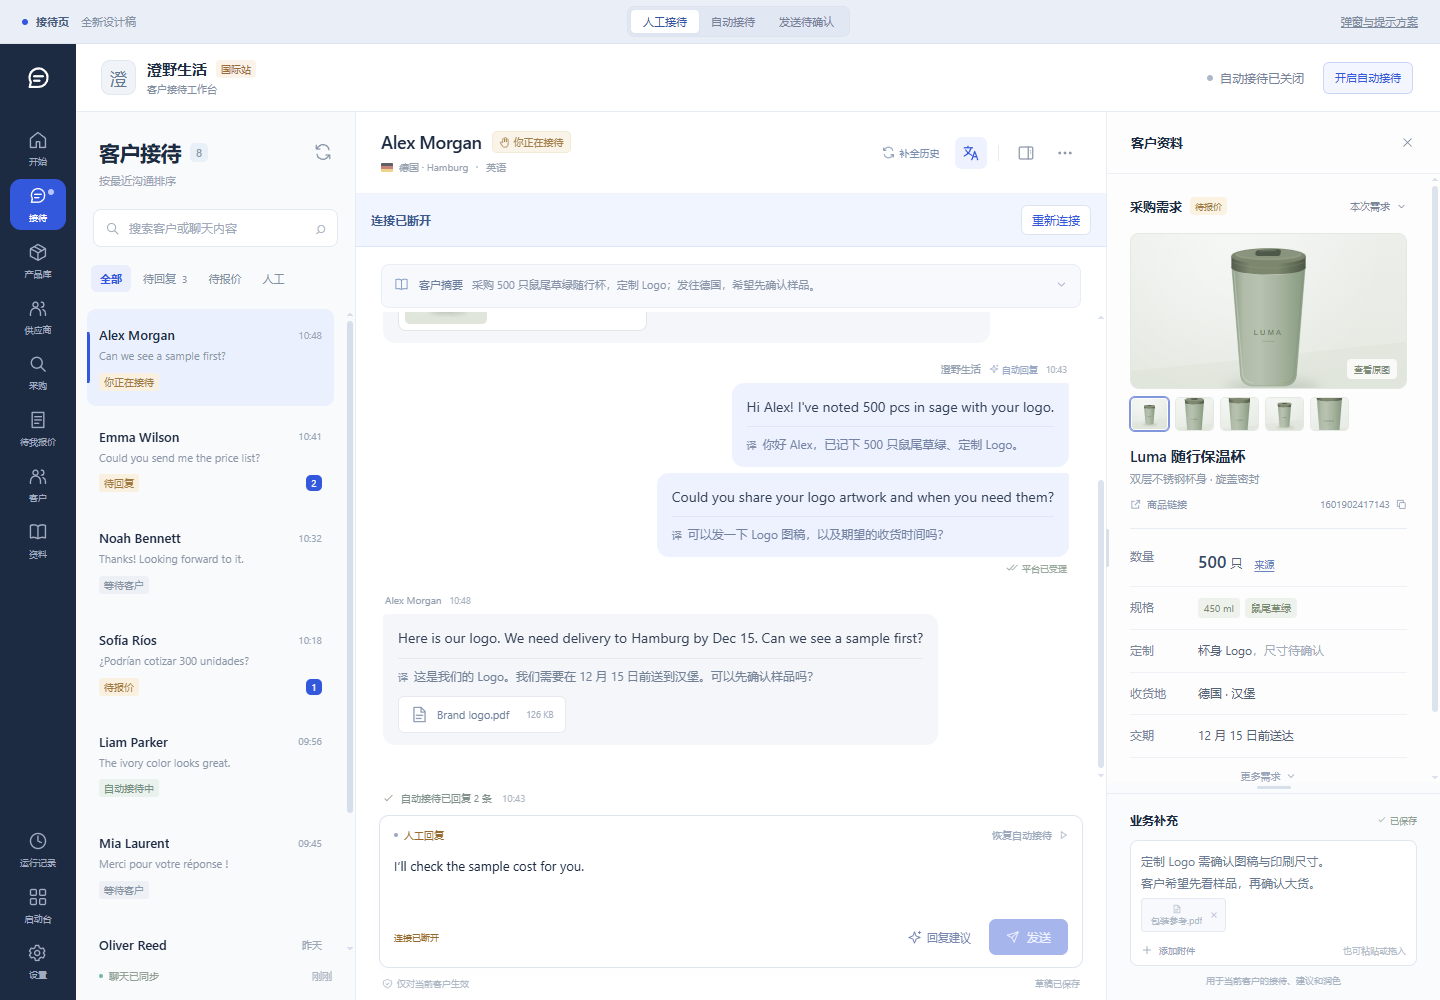 接待页 全新设计稿
人工接待 自动接待 发送待确认
弹窗与提示方案
澄
澄野生活 国际站
客户接待工作台
自动接待已关闭
开启自动接待
开始
接待
产品库
供应商
采购
待我报价
客户
资料
运行记录
启动台
设置
客户接待 8
按最近沟通排序
搜索客户或聊天内容
全部 待回复 3 待报价 人工
Alex Morgan 10:48
Can we see a sample first?
你正在接待
Emma Wilson 10:41
Could you send me the price list?
待回复 2
Noah Bennett 10:32
Thanks! Looking forward to it.
等待客户
Sofía Ríos 10:18
¿Podrían cotizar 300 unidades?
待报价 1
Liam Parker 09:56
The ivory color looks great.
自动接待中
Mia Laurent 09:45
Merci pour votre réponse !
等待客户
Oliver Reed 昨天
聊天已同步 刚刚
Alex Morgan 你正在接待
德国 · Hamburg · 英语
补全历史
连接已断开
重新连接
客户摘要 采购 500 只鼠尾草绿随行杯，定制 Logo；发往德国，希望先确认样品。
澄野生活 自动回复 10:43
Hi Alex! I've noted 500 pcs in sage with your logo.
译 你好 Alex，已记下 500 只鼠尾草绿、定制 Logo。
Could you share your logo artwork and when you need them?
译 可以发一下 Logo 图稿，以及期望的收货时间吗？
平台已受理
Alex Morgan 10:48
Here is our logo. We need delivery to Hamburg by Dec 15. Can we see a sample first?
译 这是我们的 Logo。我们需要在 12 月 15 日前送到汉堡。可以先确认样品吗？
Brand logo.pdf 126 KB
自动接待已回复 2 条 10:43
人工回复
恢复自动接待
I'll check the sample cost for you.
连接已断开
回复建议
发送
仅对当前客户生效
草稿已保存
客户资料
采购需求 待报价
本次需求
LUMA
查看原图
Luma 随行保温杯
双层不锈钢杯身 · 旋盖密封
商品链接 1601902417143
数量 500 只 来源
规格 450 ml 鼠尾草绿
定制 杯身 Logo，尺寸待确认
收货地 德国 · 汉堡
交期 12 月 15 日前送达
更多需求
业务补充 已保存
定制 Logo 需确认图稿与印刷尺寸。
客户希望先看样品，再确认大货。
包装参考.pdf
添加附件
也可粘贴或拖入
用于当前客户的接待、建议和润色